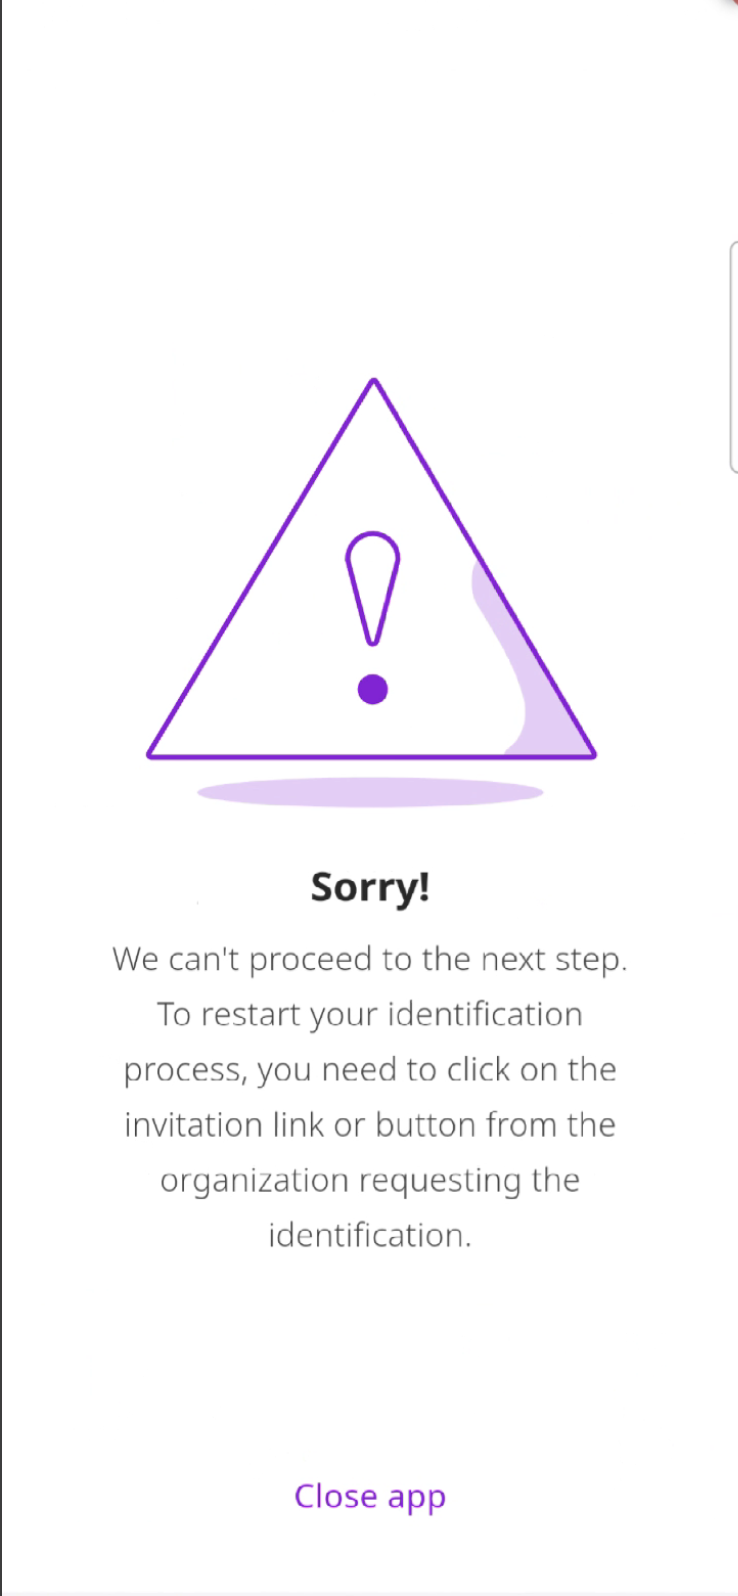 Sorry!
We can't proceed to the next step.
To restart your identification
process, you need to click on the
invitation link or button from the
organization requesting the
identification.
Close app